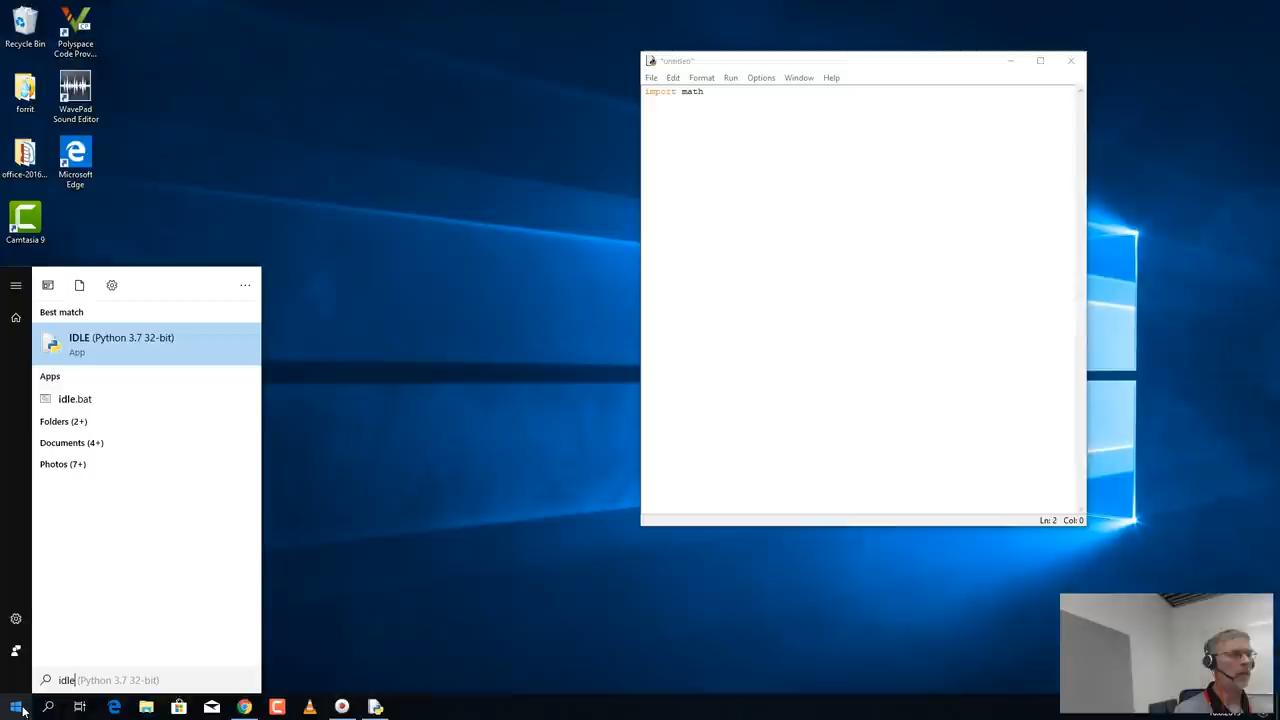 Recycle Bin
Polyspace
Code Prov...
forrit
WavePad
Sound Editor
office-2016...
Microsoft
Edge
Camtasia 9
Best match
IDLE (Python 3.7 32-bit)
App
Apps
idle.bat
Folders (2+)
Documents (4+)
Photos (7+)
idle (Python 3.7 32-bit)
*Untitled*
File Edit Format Run Options Window Help
import math
Ln: 2 Col: 0